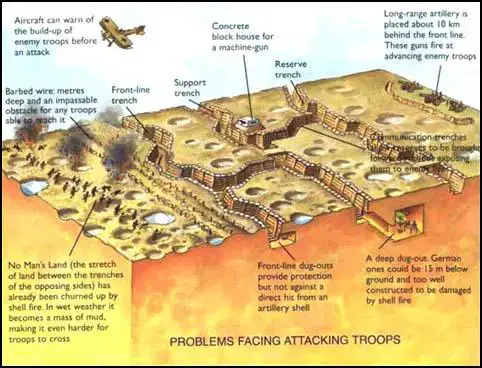 Aircraft can warn of
the build-up of
enemy troops before
an attack
Concrete
block house for
a machine-gun
Long-range artillery is
placed about 10 km
behind the front line.
These guns fire at
advancing enemy troops
Reserve
trench
Support
trench
Barbed wire: metres
deep and an impassable
obstacle for any troops
able to reach it
Front-line
trench
Communication trenches
allow reserves to be brought
forward without exposing
them to enemy fire
No Man's Land (the stretch
of land between the trenches
of the opposing sides) has
already been churned up by
shell fire. In wet weather it
becomes a mass of mud,
making it even harder for
troops to cross
Front-line dug-outs
provide protection
but not against a
direct hit from an
artillery shell
A deep dug-out. German
ones could be 15 m below
ground and too well
constructed to be damaged
by shell fire
PROBLEMS FACING ATTACKING TROOPS